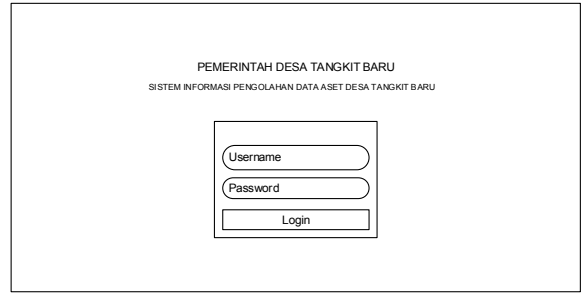 PEMERINTAH DESA TANGKIT BARU
SISTEM INFORMASI PENGOLAHAN DATA ASET DESA TANGKIT BARU
Username
Password
Login